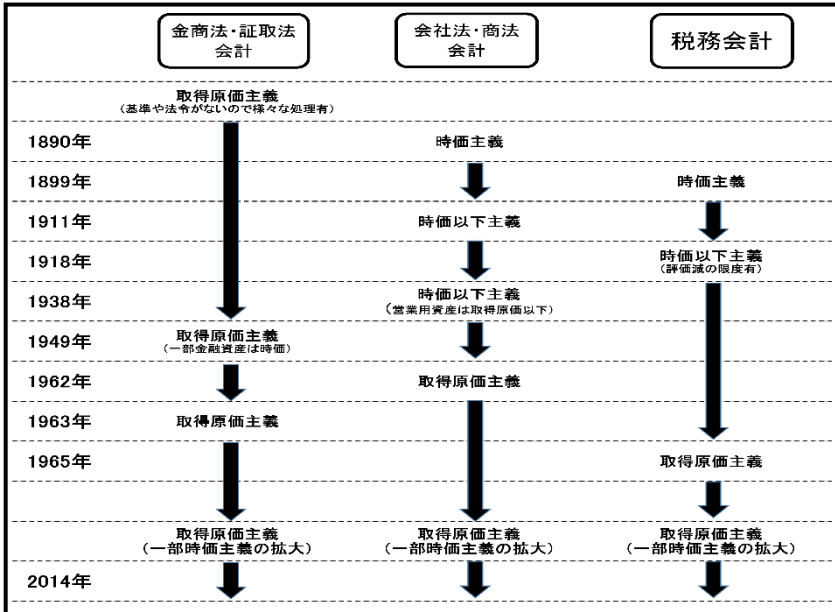 金商法・証取法
会計
会社法・商法
会計
税務会計
取得原価主義
(基準や法令がないので様々な処理有)
1890年
時価主義
1899年
時価主義
1911年
時価以下主義
1918年
時価以下主義
(評価減の限度有)
1938年
時価以下主義
(営業用資産は取得原価以下)
1949年
取得原価主義
(一部金融資産は時価)
1962年
取得原価主義
1963年
取得原価主義
1965年
取得原価主義
取得原価主義
(一部時価主義の拡大)
取得原価主義
(一部時価主義の拡大)
取得原価主義
(一部時価主義の拡大)
2014年